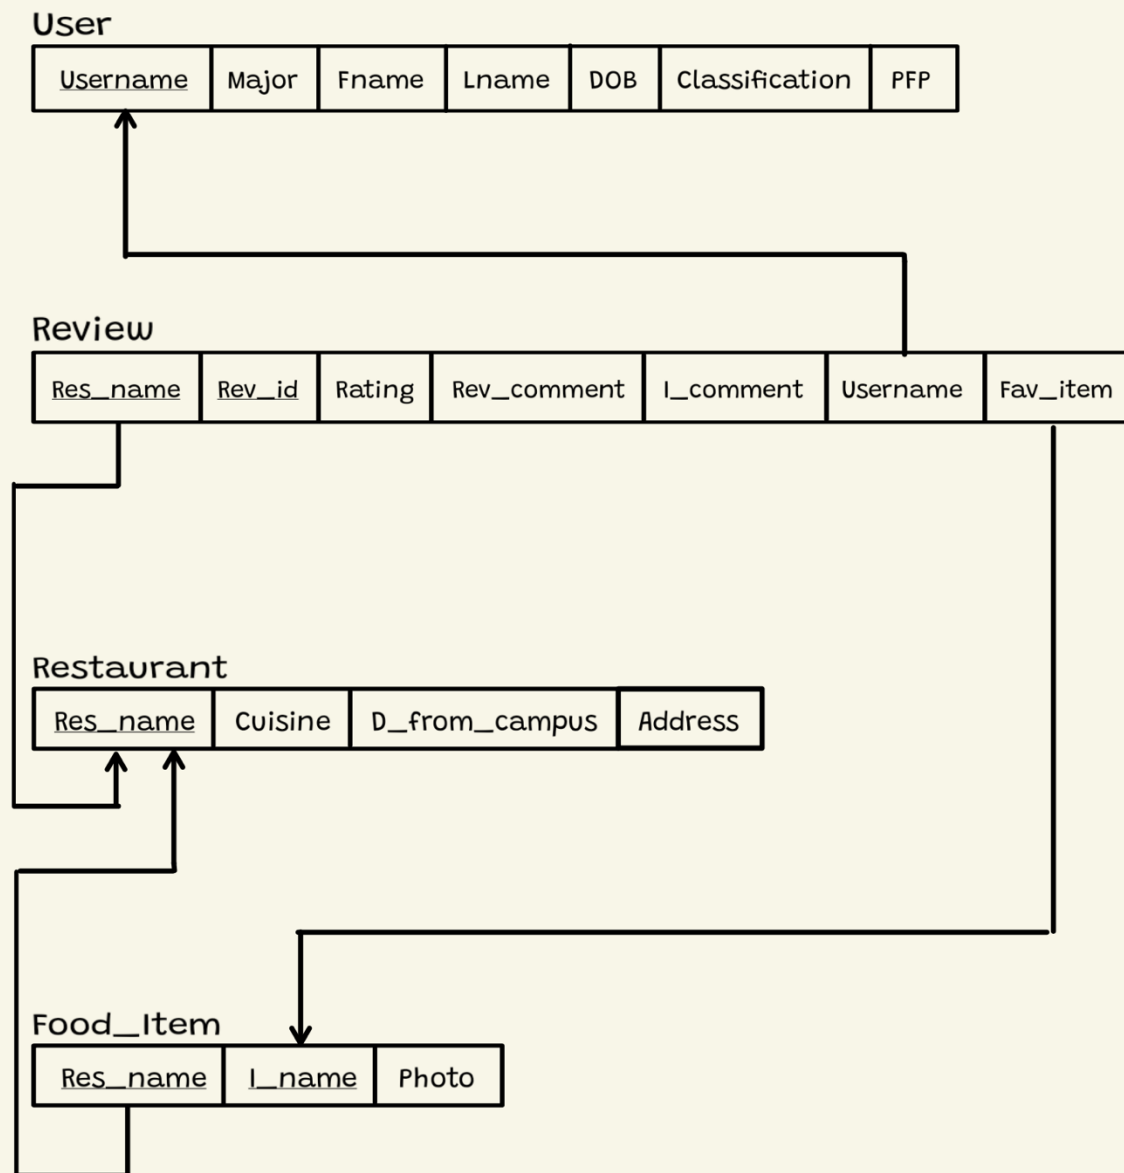 User
Username Major Fname Lname DOB Classification PFP
Review
Res_name Rev_id Rating Rev_comment I_comment Username Fav_item
Restaurant
Res_name Cuisine D_from_campus Address
Food_Item
Res_name I_name Photo